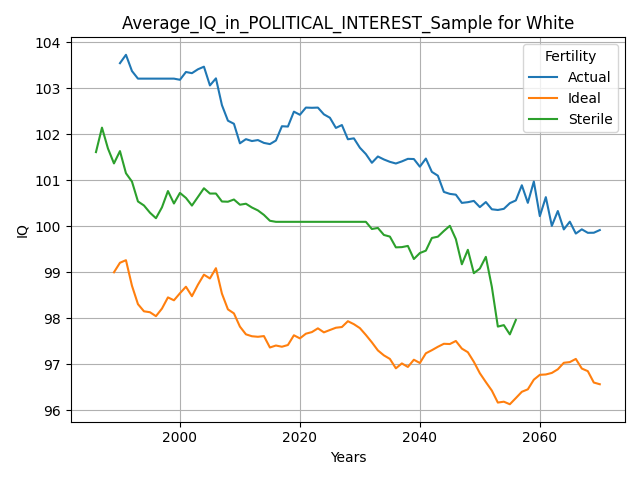 Average_IQ_in_POLITICAL_INTEREST_Sample for White
104
103
102
101
100
99
98
97
96
IQ
2000
2020
2040
2060
Years
Fertility
Actual
Ideal
Sterile